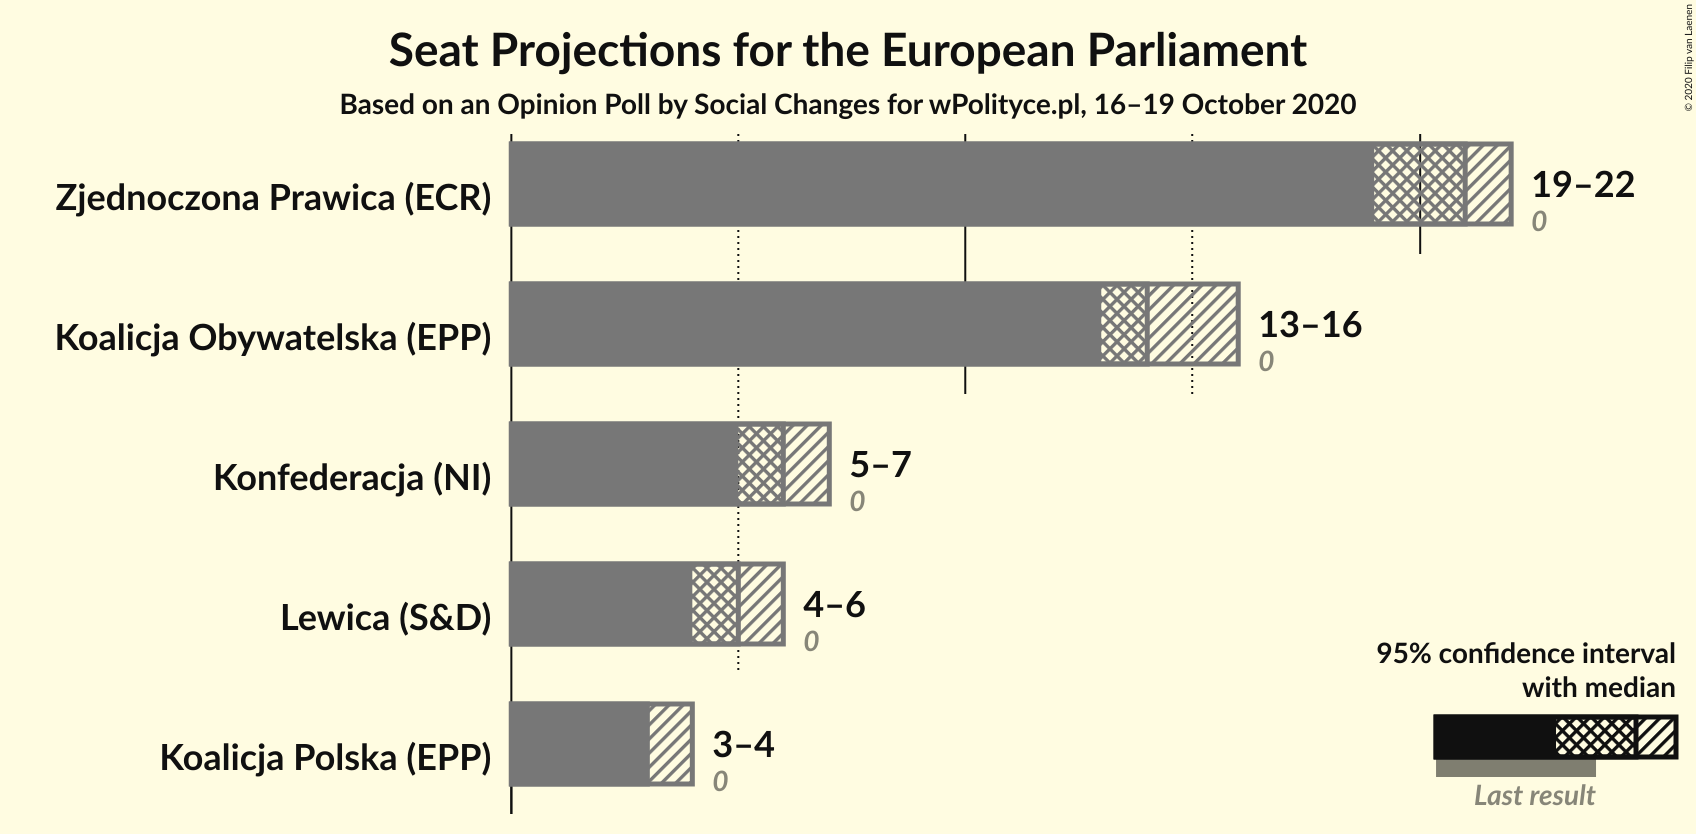 Seat Projections for the European Parliament
Based on an Opinion Poll by Social Changes for wPolityce.pl, 16–19 October 2020
© 2020 Filip van Laenen
Zjednoczona Prawica (ECR)
19–22
0
Koalicja Obywatelska (EPP)
13–16
0
Konfederacja (NI)
5–7
0
Lewica (S&D)
4–6
0
Koalicja Polska (EPP)
3–4
0
95% confidence interval
with median
Last result